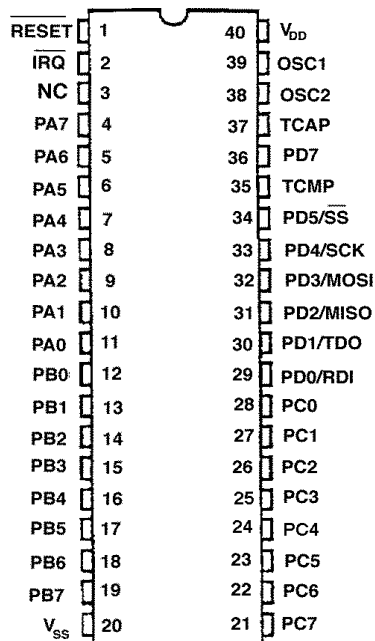 RESET 1 40 VDD
IRQ 2 39 OSC1
NC 3 38 OSC2
PA7 4 37 TCAP
PA6 5 36 PD7
PA5 6 35 TCMP
PA4 7 34 PD5/SS
PA3 8 33 PD4/SCK
PA2 9 32 PD3/MOSI
PA1 10 31 PD2/MISO
PA0 11 30 PD1/TDO
PB0 12 29 PD0/RDI
PB1 13 28 PC0
PB2 14 27 PC1
PB3 15 26 PC2
PB4 16 25 PC3
PB5 17 24 PC4
PB6 18 23 PC5
PB7 19 22 PC6
VSS 20 21 PC7